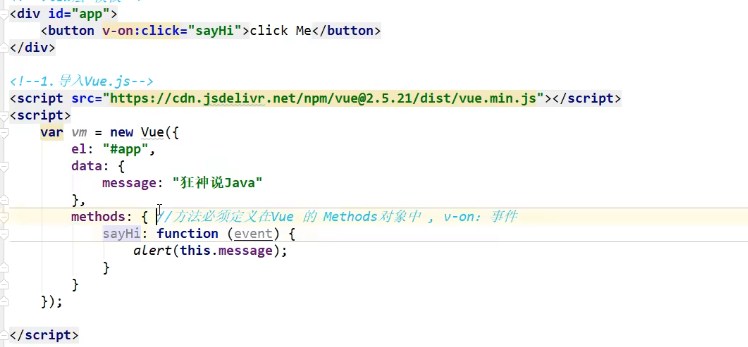 <div id="app">
<button v-on:click="sayHi">click Me</button>
</div>
<!--1.导入Vue.js-->
<script src="https://cdn.jsdelivr.net/npm/vue@2.5.21/dist/vue.min.js"></script>
<script>
var vm = new Vue({
el: "#app",
data: {
message: "狂神说Java"
},
methods: { //方法必须定义在Vue 的 Methods对象中 , v-on: 事件
sayHi: function (event) {
alert(this.message);
}
}
});
</script>